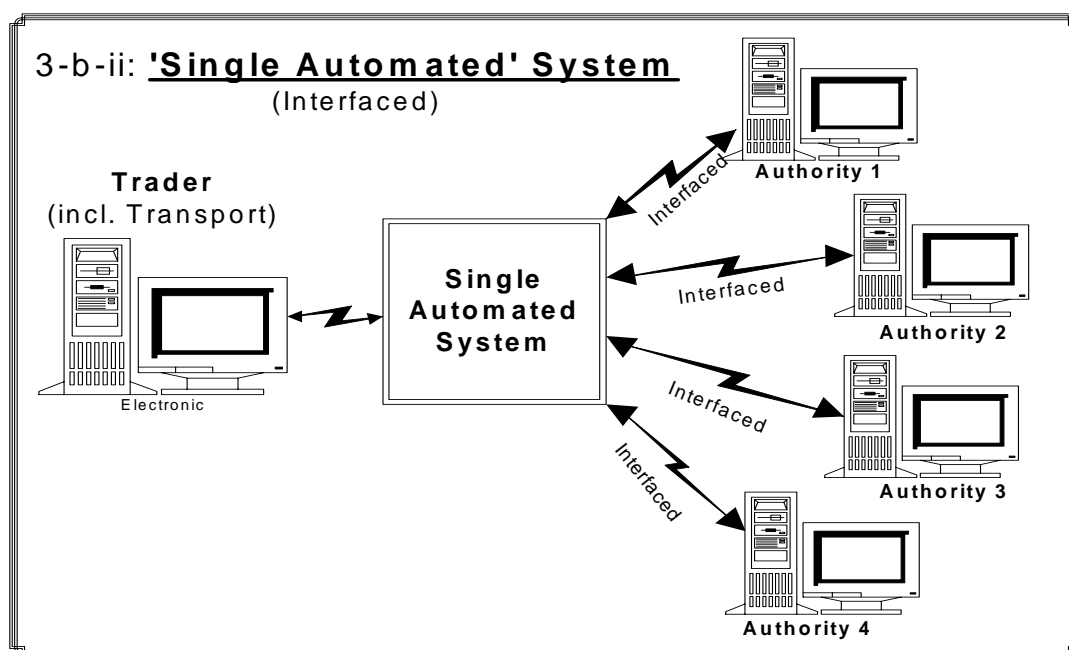 3-b-ii: 'Single Automated' System
(Interfaced)
Trader
(incl. Transport)
Electronic
Single
Automated
System
Interfaced
Authority 1
Interfaced
Authority 2
Interfaced
Authority 3
Interfaced
Authority 4